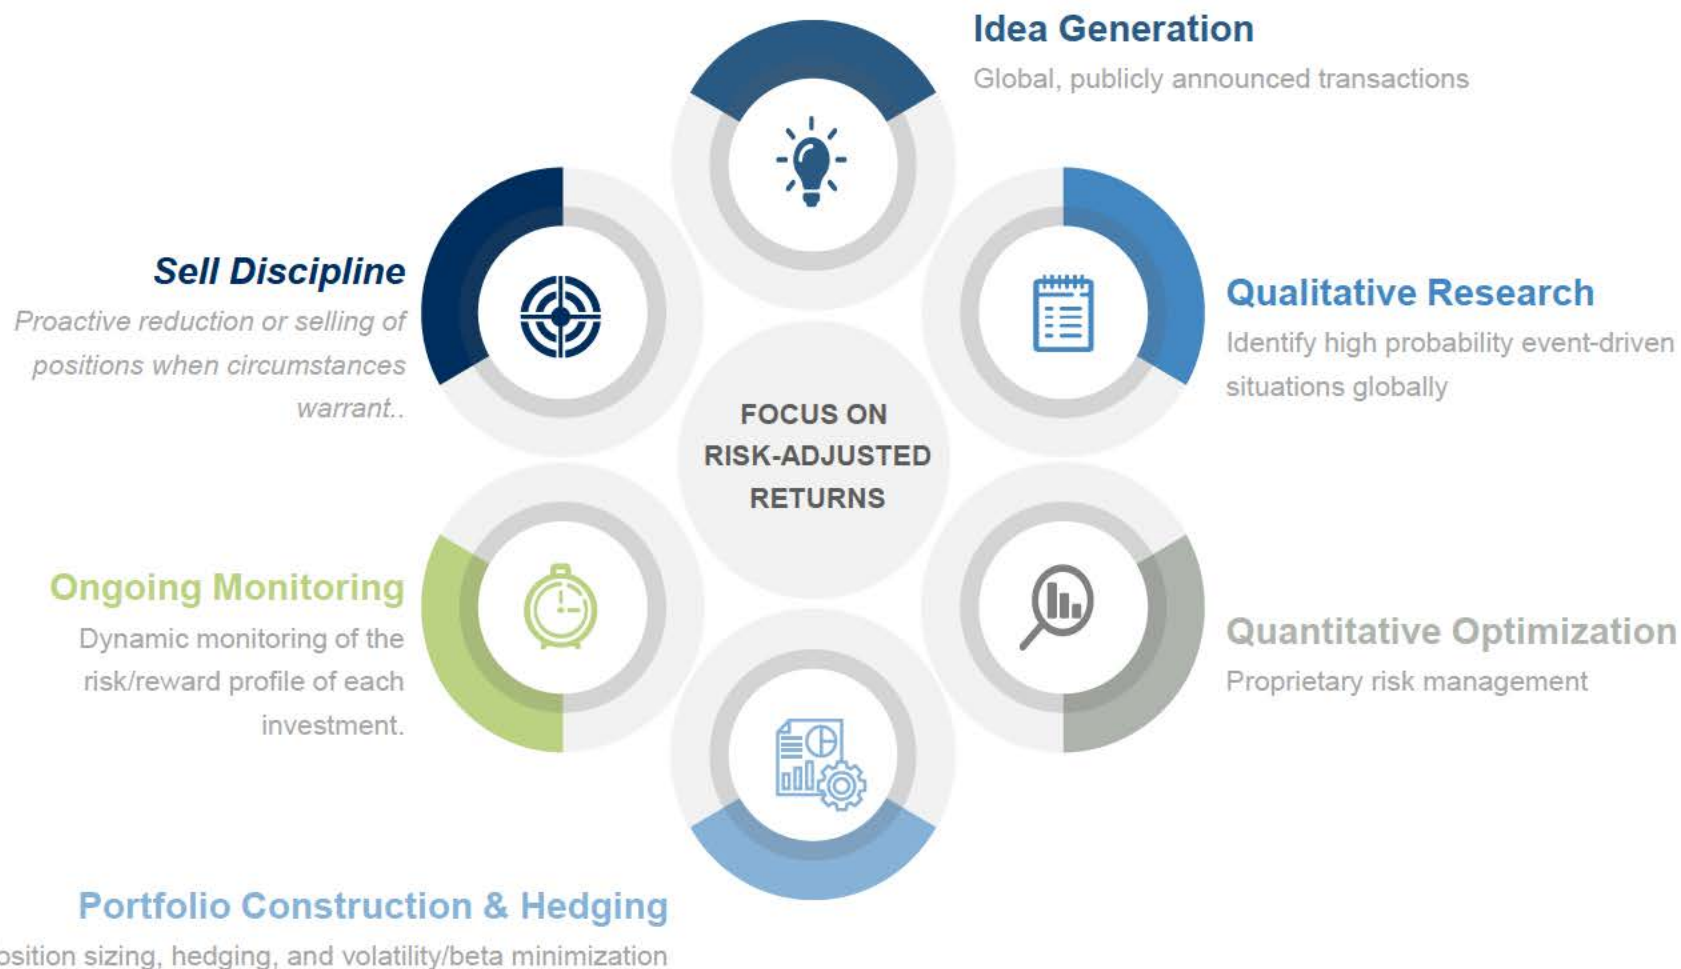 Idea Generation
Global, publicly announced transactions
Qualitative Research
Identify high probability event-driven
situations globally
Quantitative Optimization
Proprietary risk management
Portfolio Construction & Hedging
sizing, hedging, and volatility/beta minimization
Ongoing Monitoring
Dynamic monitoring of the
risk/reward profile of each
investment.
Sell Discipline
Proactive reduction or selling of
positions when circumstances
warrant..
FOCUS ON
RISK-ADJUSTED
RETURNS